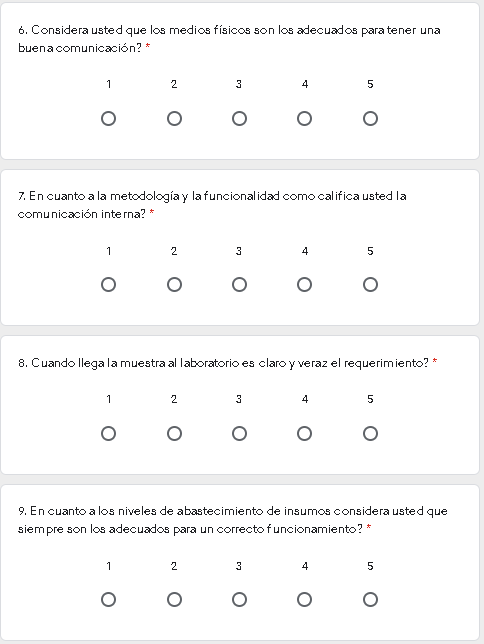 6. Considera usted que los medios físicos son los adecuados para tener una
buena comunicación? *
1 2 3 4 5
7. En cuanto a la metodología y la funcionalidad como califica usted la
comunicación interna? *
1 2 3 4 5
8. Cuando llega la muestra al laboratorio es claro y veraz el requerimiento? *
1 2 3 4 5
9. En cuanto a los niveles de abastecimiento de insumos considera usted que
siempre son los adecuados para un correcto funcionamiento? *
1 2 3 4 5